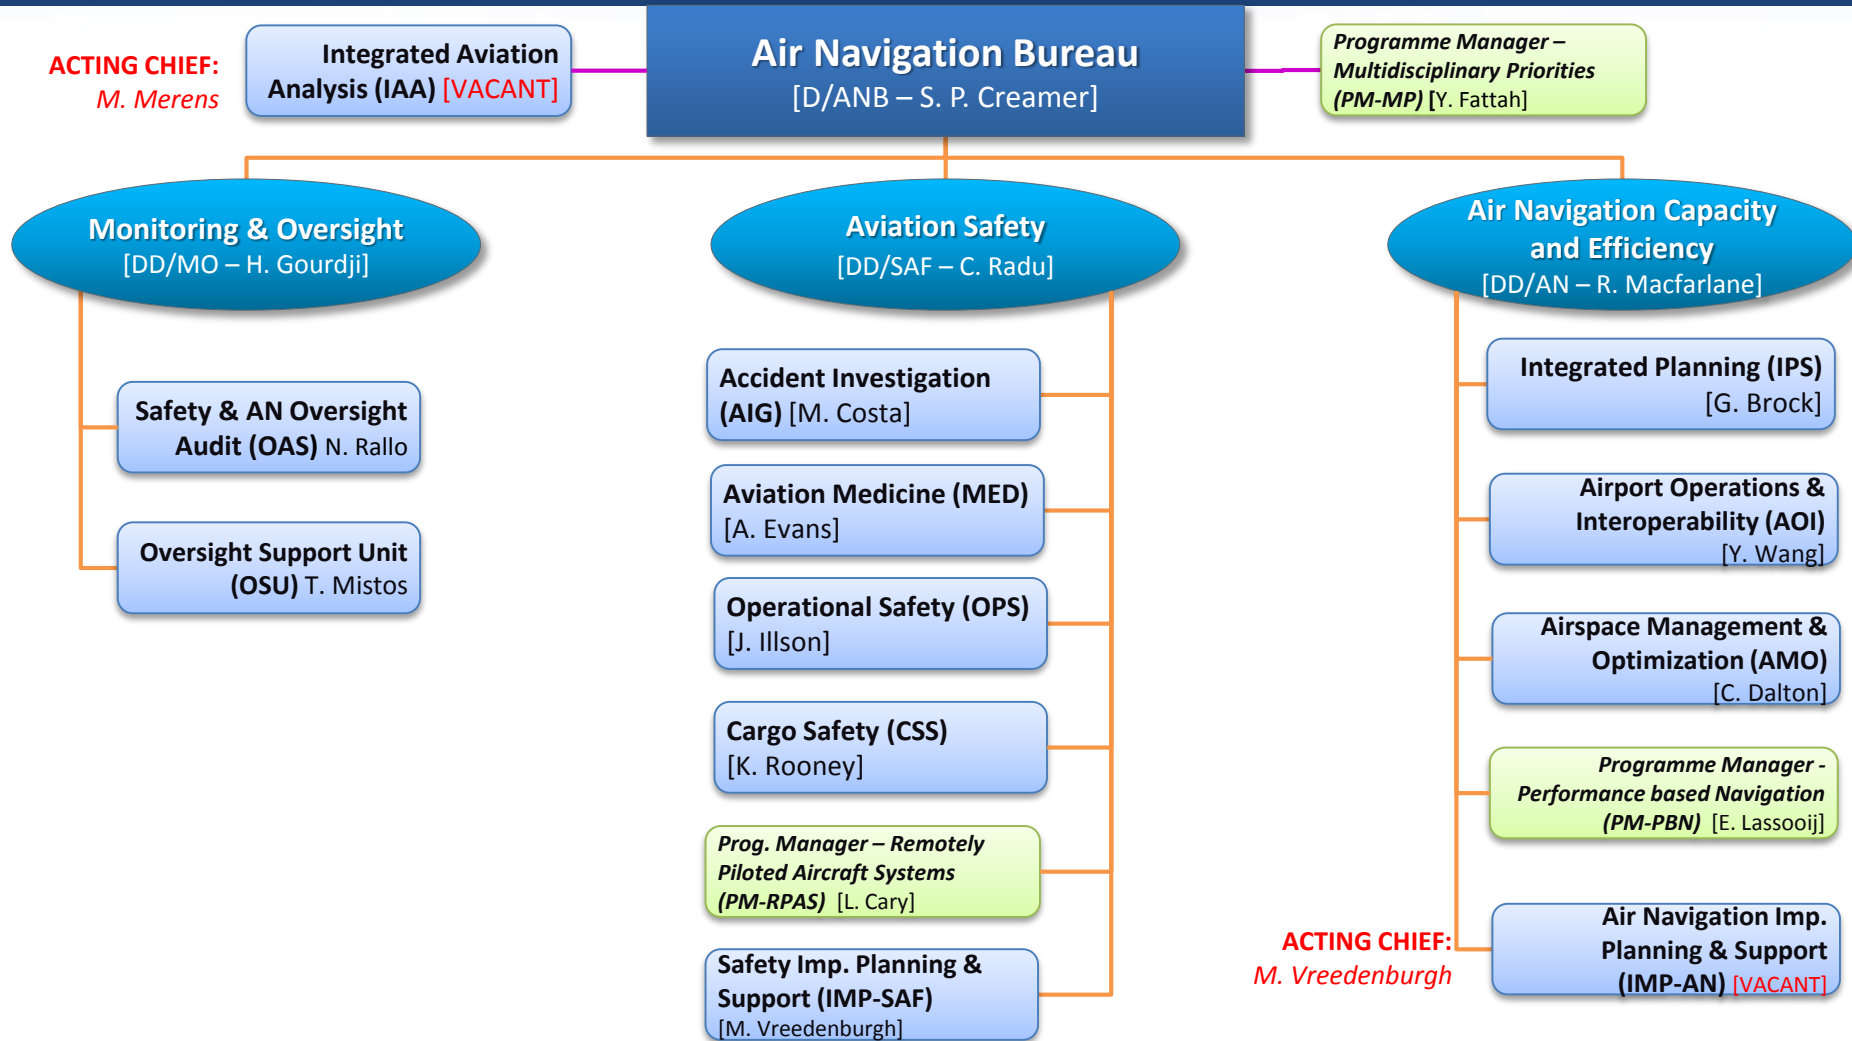 ACTING CHIEF:
M. Merens
Integrated Aviation
Analysis (IAA) [VACANT]
Air Navigation Bureau
[D/ANB – S. P. Creamer]
Programme Manager –
Multidisciplinary Priorities
(PM-MP) [Y. Fattah]
Monitoring & Oversight
[DD/MO – H. Gourdji]
Safety & AN Oversight
Audit (OAS) N. Rallo
Oversight Support Unit
(OSU) T. Mistos
Aviation Safety
[DD/SAF – C. Radu]
Accident Investigation
(AIG) [M. Costa]
Aviation Medicine (MED)
[A. Evans]
Operational Safety (OPS)
[J. Illson]
Cargo Safety (CSS)
[K. Rooney]
Prog. Manager – Remotely
Piloted Aircraft Systems
(PM-RPAS) [L. Cary]
Safety Imp. Planning &
Support (IMP-SAF)
[M. Vreedenburgh]
Air Navigation Capacity
and Efficiency
[DD/AN – R. Macfarlane]
Integrated Planning (IPS)
[G. Brock]
Airport Operations &
Interoperability (AOI)
[Y. Wang]
Airspace Management &
Optimization (AMO)
[C. Dalton]
Programme Manager -
Performance based Navigation
(PM-PBN) [E. Lassooij]
ACTING CHIEF:
M. Vreedenburgh
Air Navigation Imp.
Planning & Support
(IMP-AN) [VACANT]